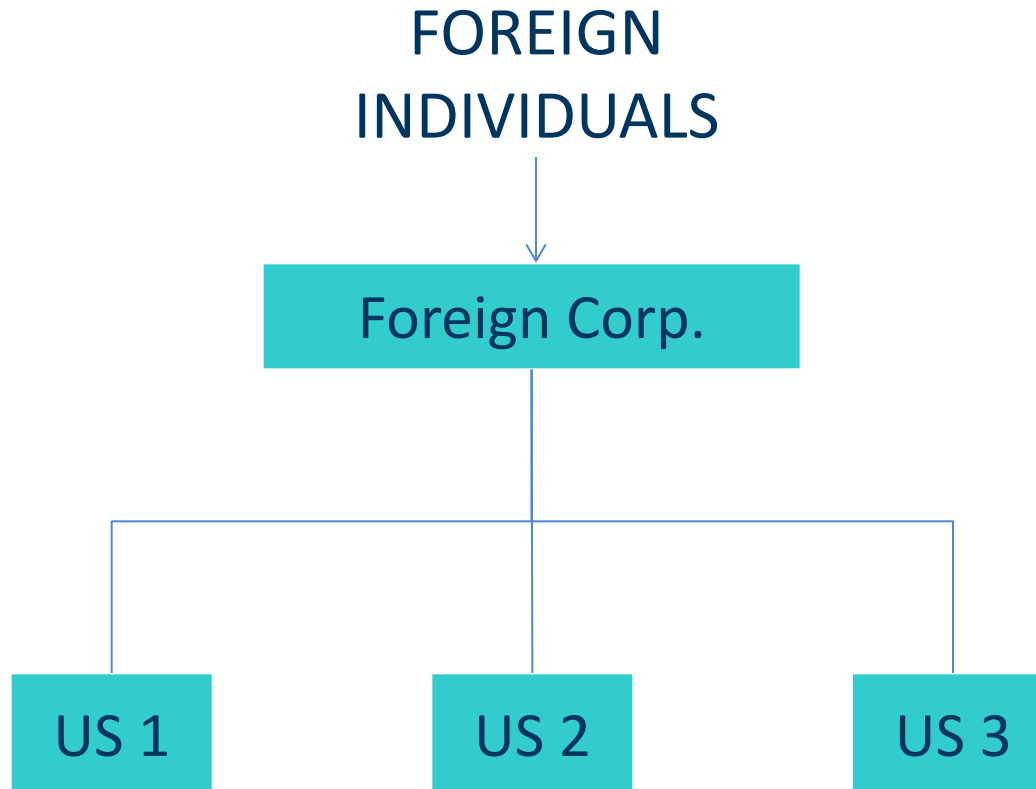 FOREIGN
INDIVIDUALS
Foreign Corp.
US 1
US 2
US 3